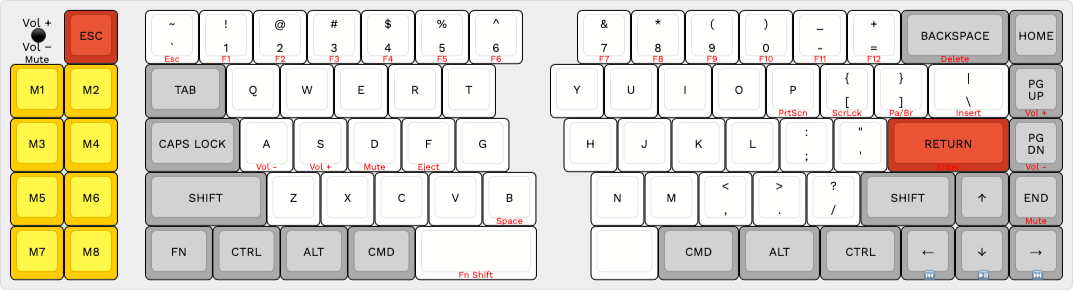 Vol +
Vol −
Mute
ESC
~ ! @ # $ % ^ & * ( ) _ +
` 1 2 3 4 5 6 7 8 9 0 - =
BACKSPACE HOME
Esc F1 F2 F3 F4 F5 F6 F7 F8 F9 F10 F11 F12 Delete
M1 M2 TAB Q W E R T Y U I O P
{ } |
[ ] \
PG
UP
PrtScn ScrLck Pa/Br Insert Vol +
M3 M4 CAPS LOCK A S D F G H J K L
: "
; '
RETURN
PG
DN
Vol - Vol + Mute Eject Enter Vol -
M5 M6 SHIFT Z X C V B N M
< > ?
, . /
SHIFT ↑ END
Space Mute
M7 M8 FN CTRL ALT CMD CMD ALT CTRL ← ↓ →
Fn Shift ⏮ ⏯ ⏭